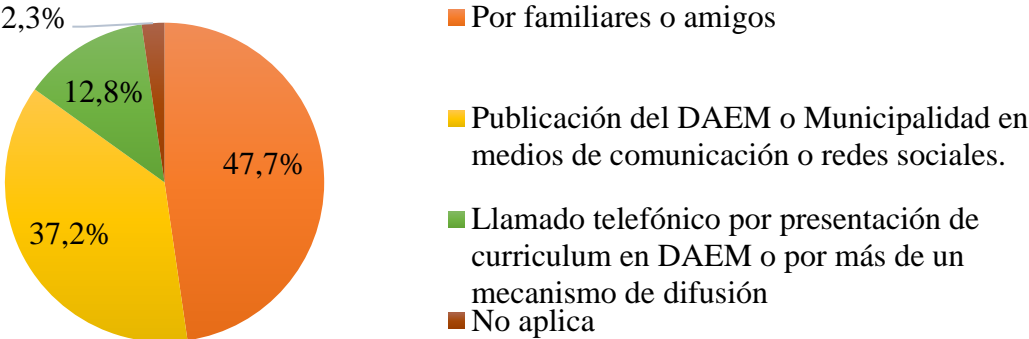 2,3%
12,8%
47,7%
37,2%
Por familiares o amigos
Publicación del DAEM o Municipalidad en
medios de comunicación o redes sociales.
Llamado telefónico por presentación de
curriculum en DAEM o por más de un
mecanismo de difusión
No aplica